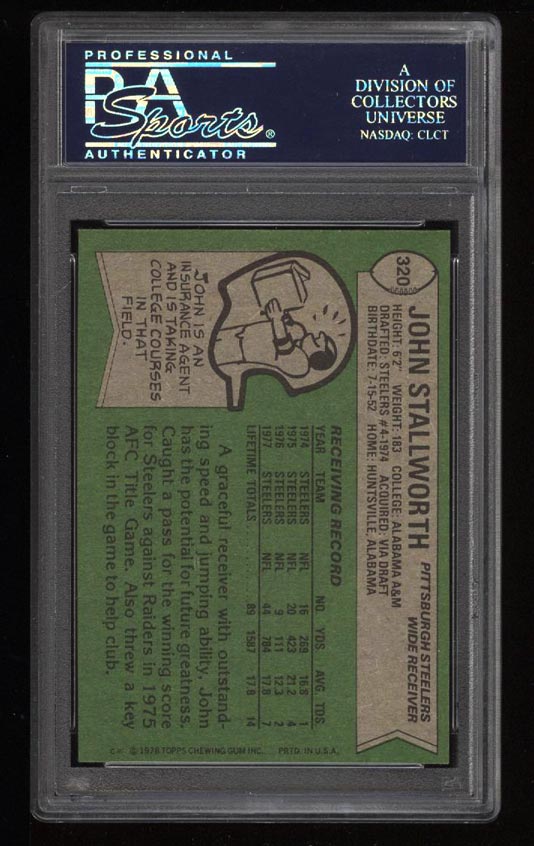 PROFESSIONAL
PSA
Sports®
AUTHENTICATOR
A
DIVISION OF
COLLECTORS
UNIVERSE
NASDAQ: CLCT
320
JOHN STALLWORTH
PITTSBURGH STEELERS
WIDE RECEIVER
HEIGHT: 6'2" WEIGHT: 183 COLLEGE: ALABAMA A&M
DRAFTED: STEELERS #4-1974 ACQUIRED: VIA DRAFT
BIRTHDATE: 7-15-52 HOME: HUNTSVILLE, ALABAMA
JOHN IS AN
INSURANCE AGENT
AND IS TAKING
COLLEGE COURSES
IN THAT
FIELD.
RECEIVING RECORD
YEAR TEAM NO. YDS. AVG. TDS.
1974 STEELERS NFL 16 269 16.8 1
1975 STEELERS NFL 20 423 21.2 4
1976 STEELERS NFL 9 111 12.3 2
1977 STEELERS NFL 44 784 17.8 7
LIFETIME TOTALS 89 1587 17.8 14
A graceful receiver with outstand-
ing speed and jumping ability, John
has the potential for future greatness.
Caught a pass for the winning score
for Steelers against Raiders in 1975
AFC Title Game. Also threw a key
block in the game to help club.
© 1978 TOPPS CHEWING GUM INC. PRTD. IN U.S.A.